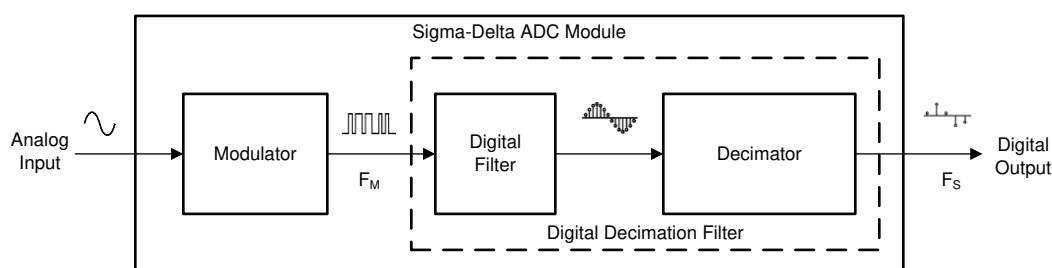 Sigma-Delta ADC Module
Analog
Input
Modulator
F_M
Digital
Filter
Decimator
F_S
Digital
Output
Digital Decimation Filter